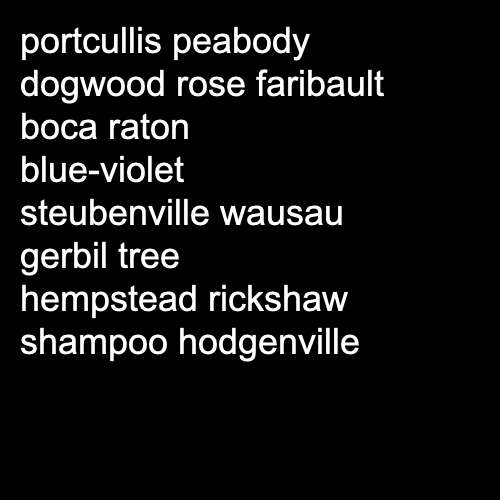 portcullis peabody
dogwood rose faribault
boca raton
blue-violet
steubenville wausau
gerbil tree
hempstead rickshaw
shampoo hodgenville